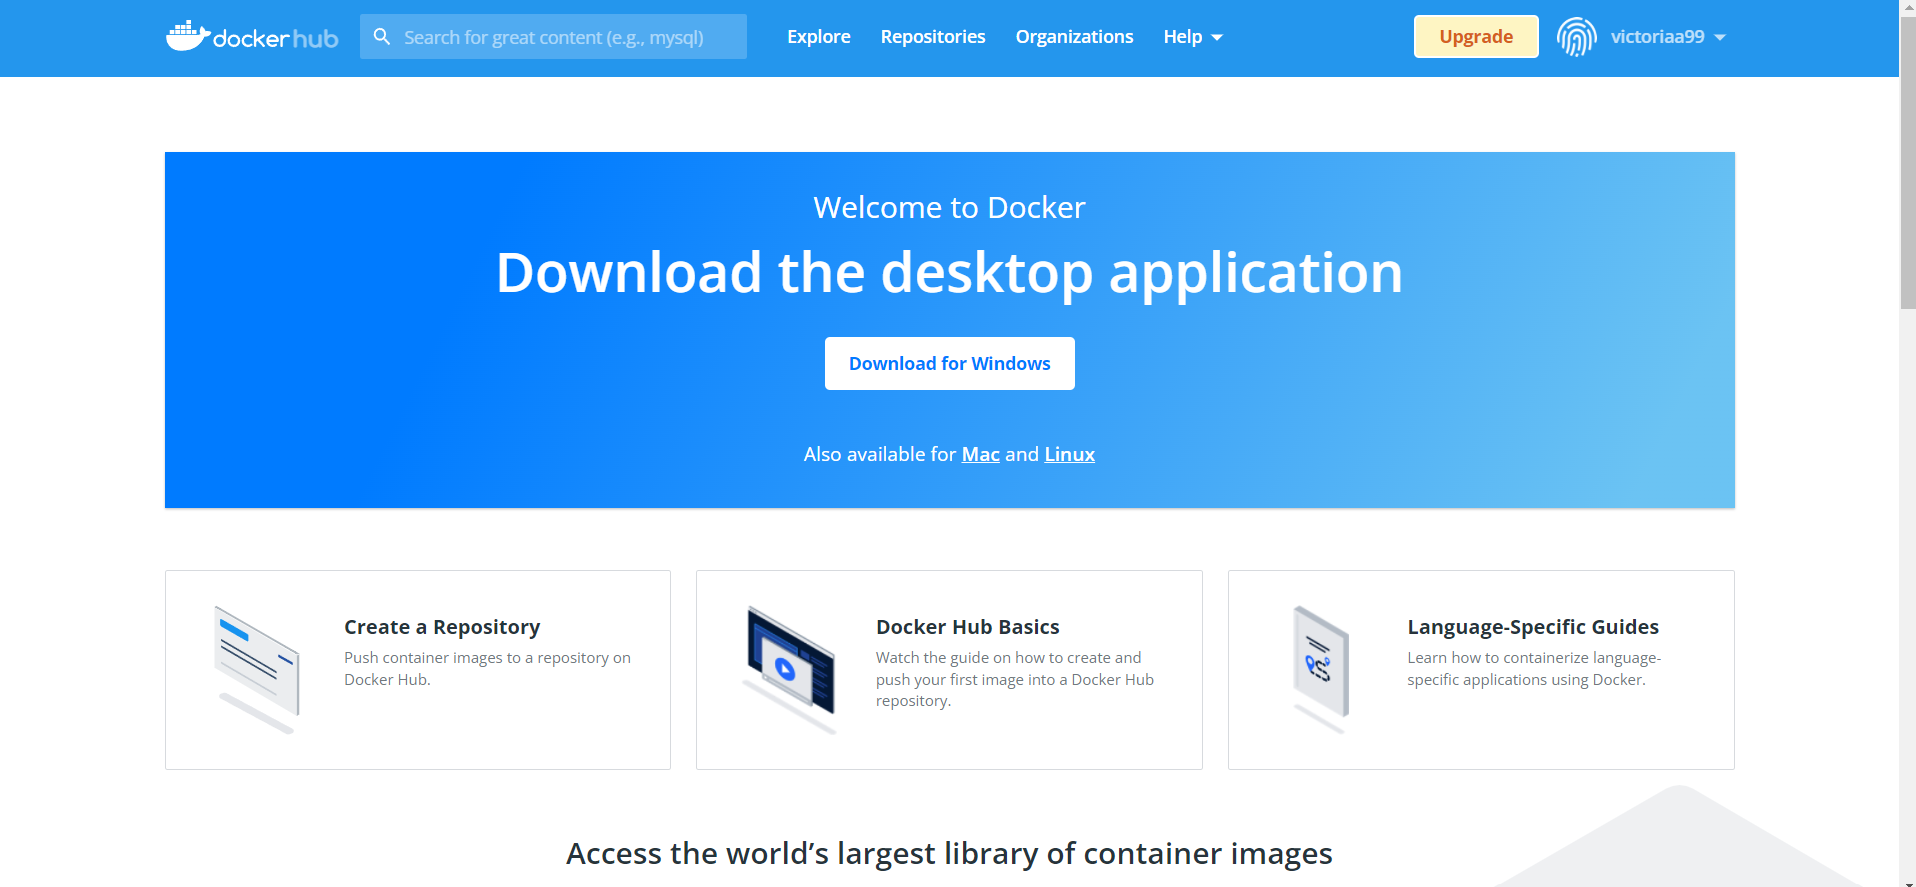 docker hub
Search for great content (e.g., mysql)
Explore
Repositories
Organizations
Help
Upgrade
victoriaa99
Welcome to Docker
Download the desktop application
Download for Windows
Also available for Mac and Linux
Create a Repository
Push container images to a repository on
Docker Hub.
Docker Hub Basics
Watch the guide on how to create and
push your first image into a Docker Hub
repository.
Language-Specific Guides
Learn how to containerize language-
specific applications using Docker.
Access the world’s largest library of container images